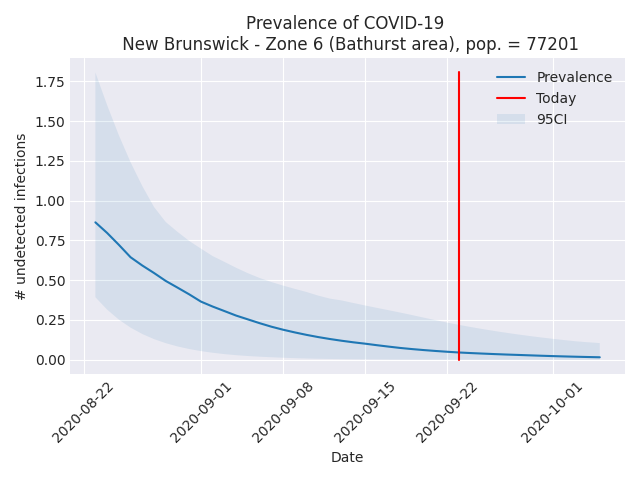 Prevalence of COVID-19
New Brunswick - Zone 6 (Bathurst area), pop. = 77201
Prevalence
Today
95CI
# undetected infections
1.75
1.50
1.25
1.00
0.75
0.50
0.25
0.00
2020-08-22
2020-09-01
2020-09-08
2020-09-15
2020-09-22
2020-10-01
Date